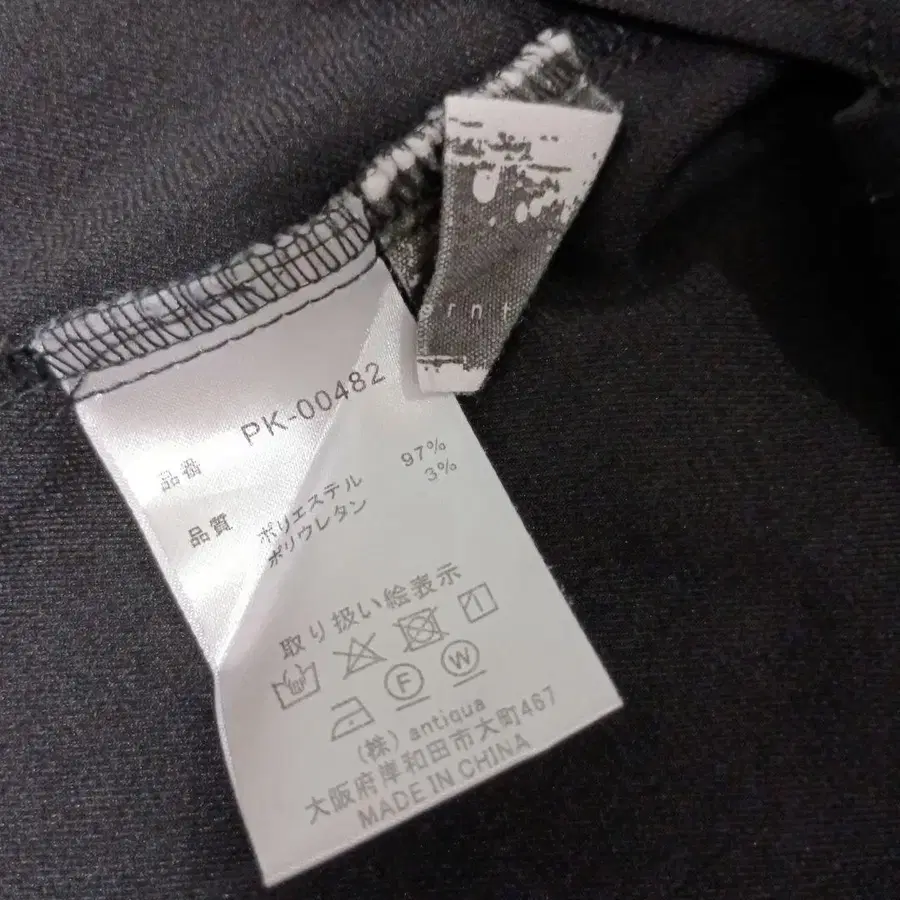 ernt
品番 PK-00482
品質 ポリエステル 97%
ポリウレタン 3%
取り扱い絵表示
F W
(株) antiqua
大阪府岸和田市大町467
MADE IN CHINA